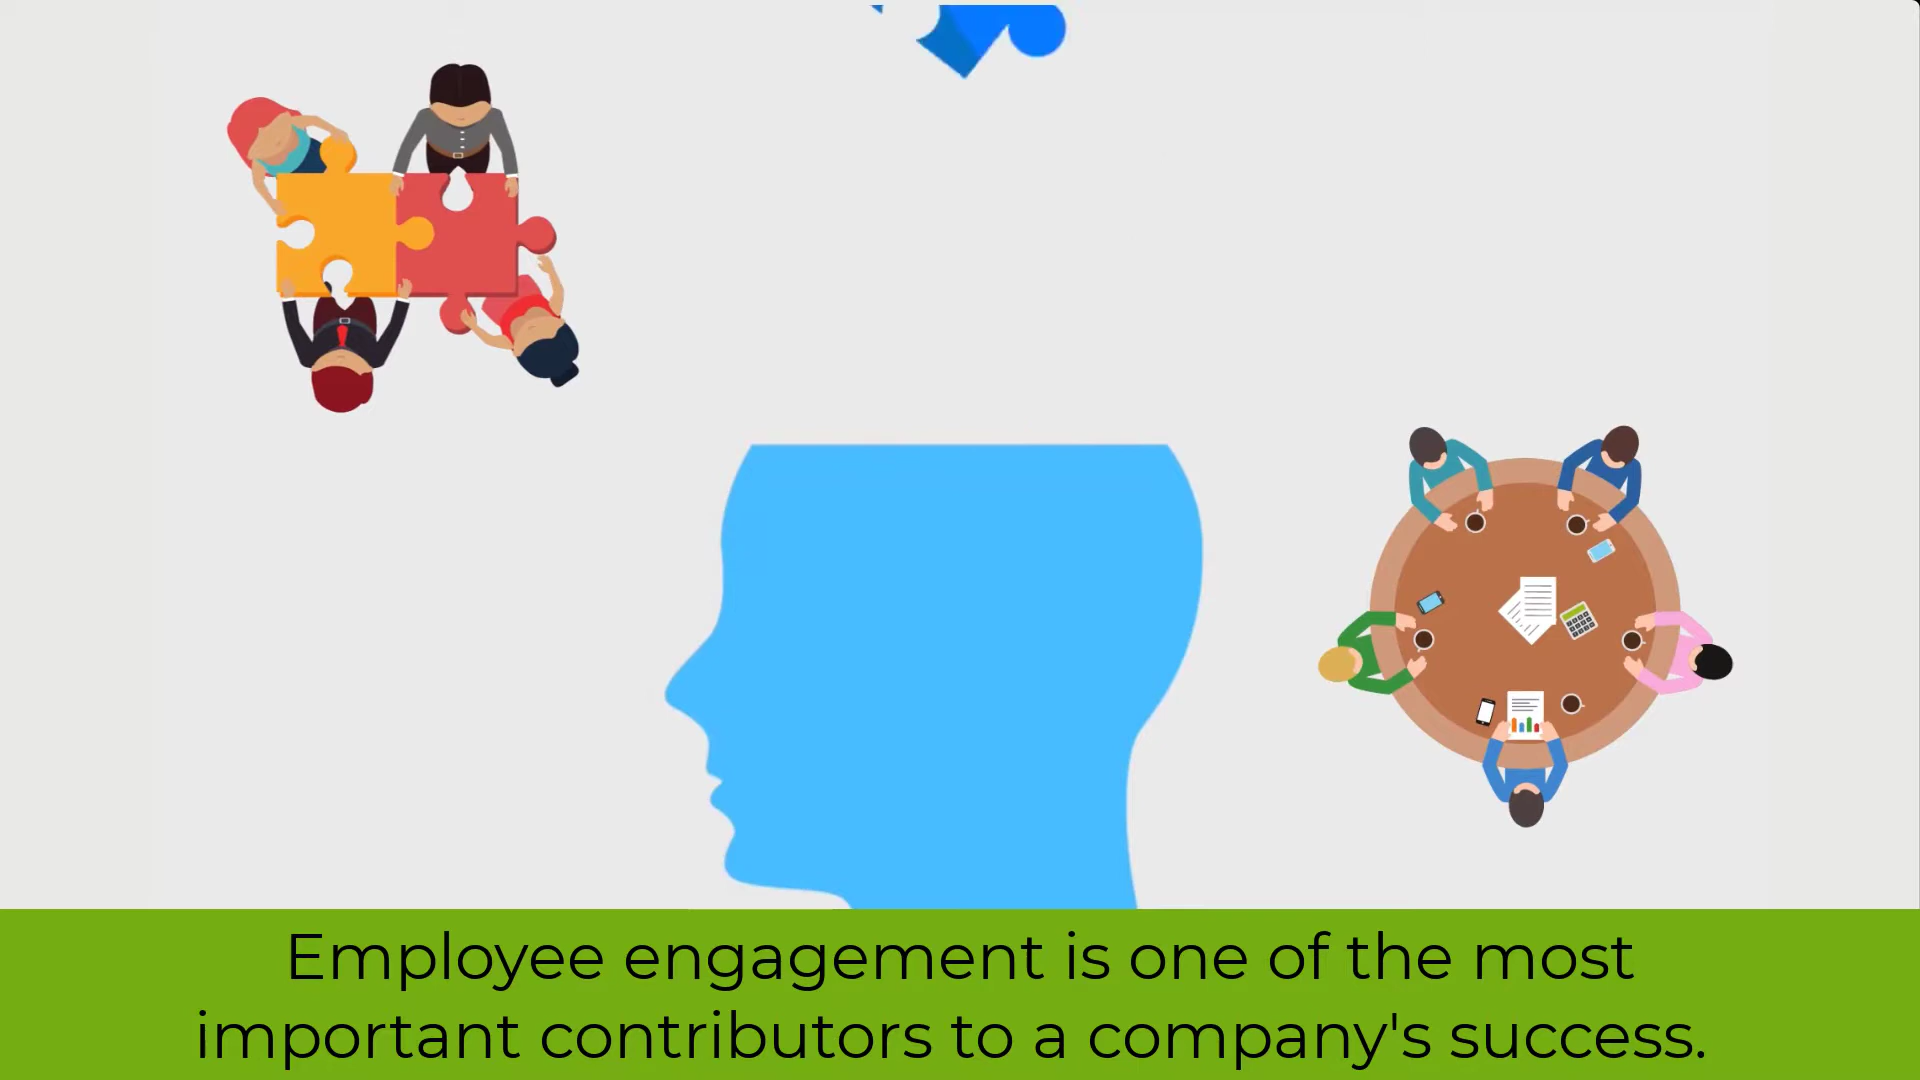 Employee engagement is one of the most
important contributors to a company's success.